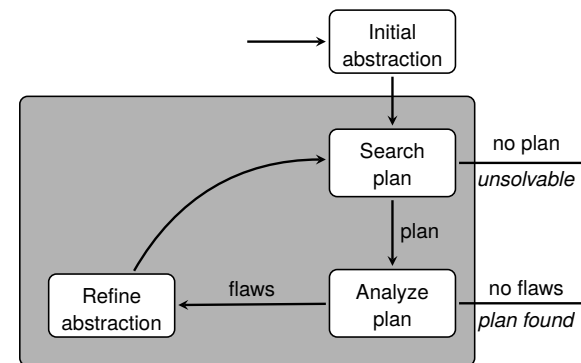 Initial
abstraction
Search
plan
no plan
unsolvable
plan
Refine
abstraction
flaws
Analyze
plan
no flaws
plan found